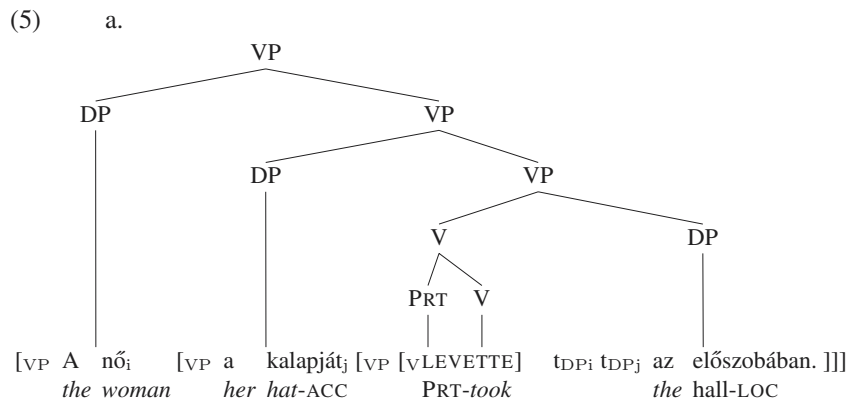 (5) a.
VP
DP VP
DP VP
V DP
PRT V
[VP A női [VP a kalapjátj [VP [VLEVETTE] tDPi tDPj az előszobában. ]]]
the woman her hat-ACC PRT-took the hall-LOC